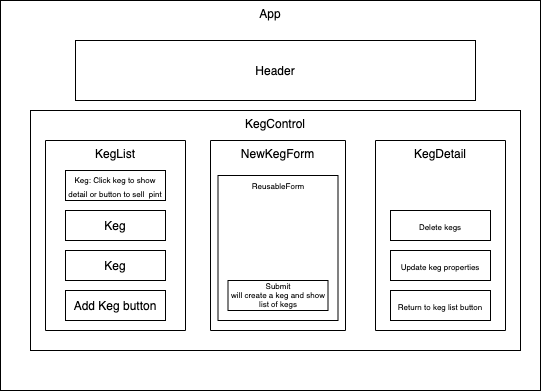 App
Header
KegControl
KegList
Keg: Click keg to show
detail or button to sell pint
Keg
Keg
Add Keg button
NewKegForm
ReusableForm
Submit
will create a keg and show
list of kegs
KegDetail
Delete kegs
Update keg properties
Return to keg list button